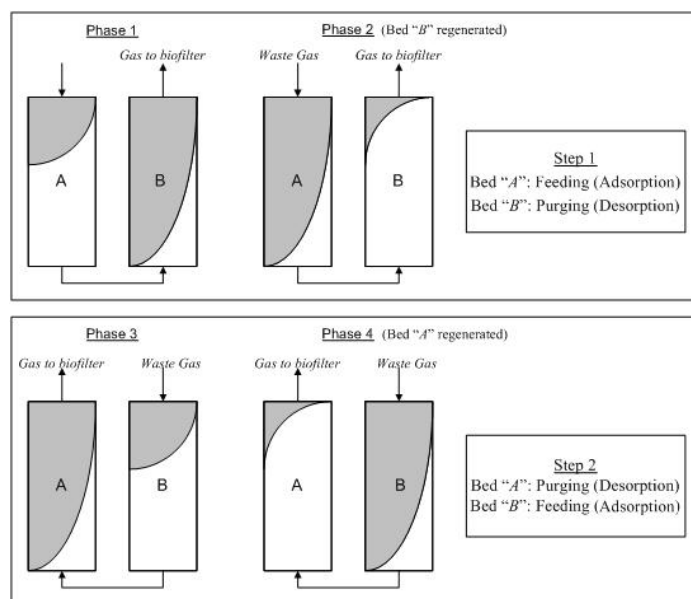 Phase 1
Phase 2 (Bed “B” regenerated)
Gas to biofilter
Waste Gas
Gas to biofilter
A
B
A
B
Step 1
Bed “A”: Feeding (Adsorption)
Bed “B”: Purging (Desorption)
Phase 3
Phase 4 (Bed “A” regenerated)
Gas to biofilter
Waste Gas
Gas to biofilter
Waste Gas
A
B
A
B
Step 2
Bed “A”: Purging (Desorption)
Bed “B”: Feeding (Adsorption)